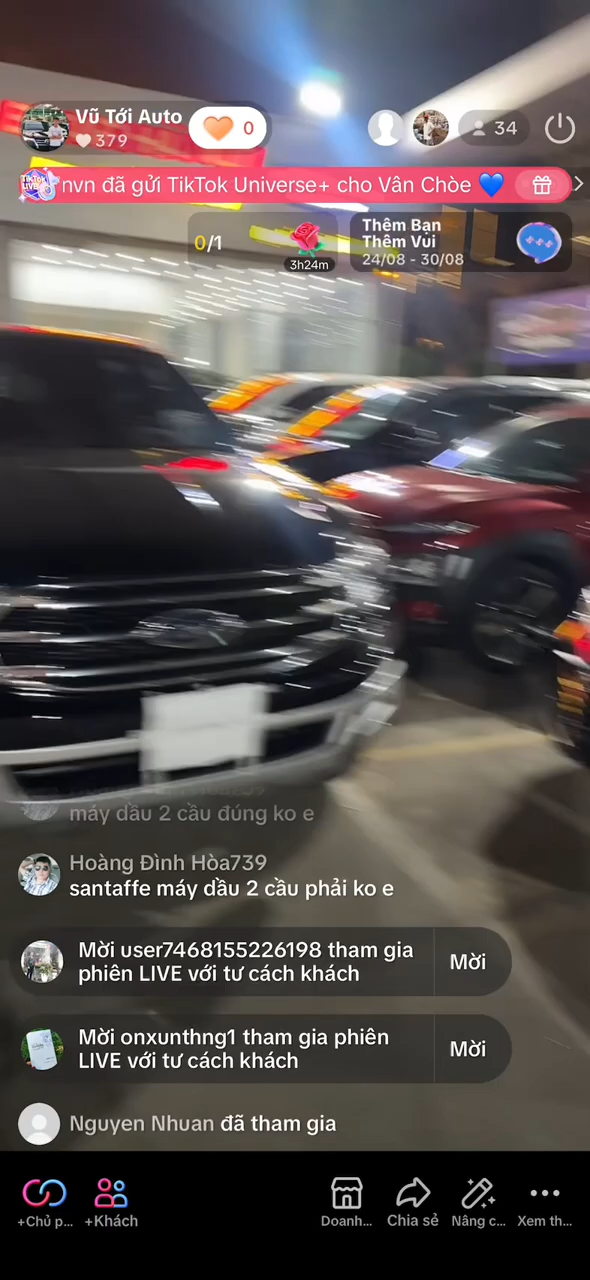 Vũ Tới Auto
379
0
34
nvn đã gửi TikTok Universe+ cho Vân Chòe 💙
0/1
3h24m
Thêm Bạn
Thêm Vui
24/08 - 30/08
máy dầu 2 cầu đúng ko e
Hoàng Đình Hòa739
santaffe máy dầu 2 cầu phải ko e
Mời user7468155226198 tham gia
phiên LIVE với tư cách khách
Mời
Mời onxunthng1 tham gia phiên
LIVE với tư cách khách
Mời
Nguyen Nhuan đã tham gia
+Chủ p...
+Khách
Doanh...
Chia sẻ
Nâng c...
Xem th...